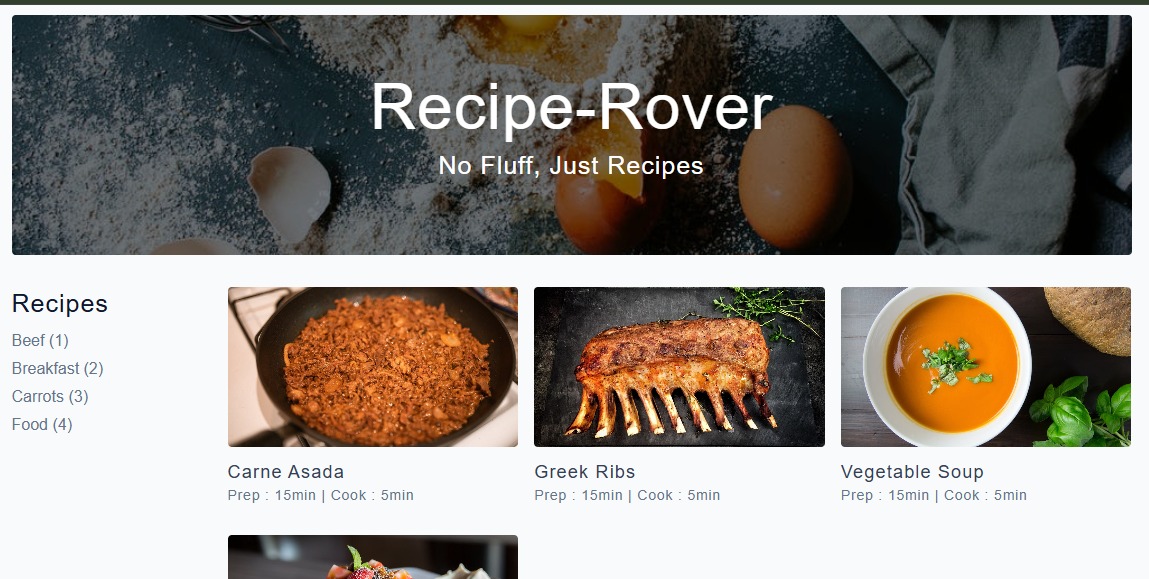 Recipe-Rover
No Fluff, Just Recipes
Recipes
Beef (1)
Breakfast (2)
Carrots (3)
Food (4)
Carne Asada
Prep : 15min | Cook : 5min
Greek Ribs
Prep : 15min | Cook : 5min
Vegetable Soup
Prep : 15min | Cook : 5min